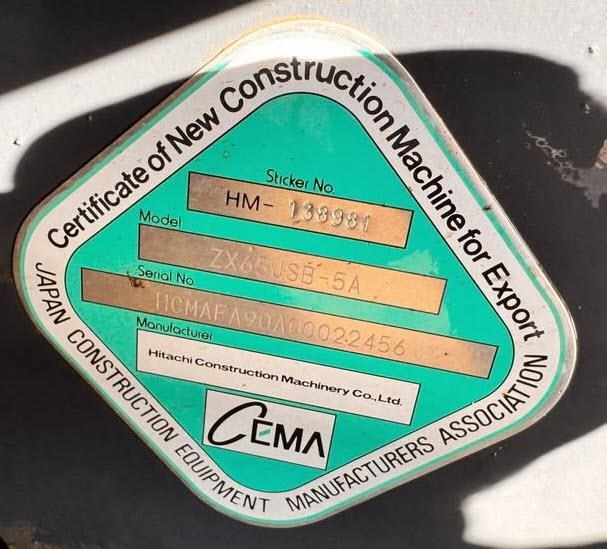 Certificate of New Construction Machine for Export
Sticker No.
HM- 138981
Model
ZX65USB-5A
Serial No
HCMAFA90A00022456
Manufacturer
Hitachi Construction Machinery Co.,Ltd.
CEMA
JAPAN CONSTRUCTION EQUIPMENT MANUFACTURERS ASSOCIATION